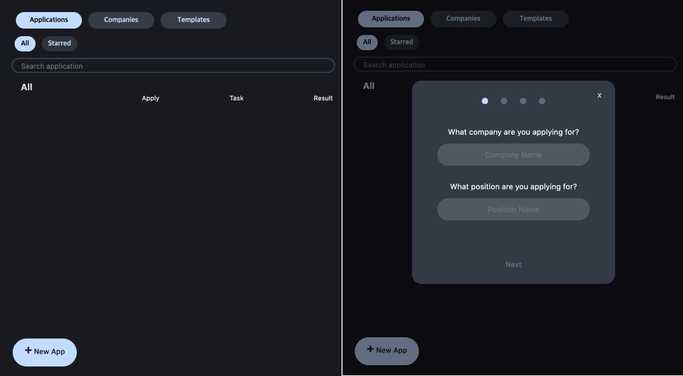 Applications Companies Templates
All Starred
Search application
All
Apply Task Result
+ New App
Applications Companies Templates
All Starred
Search application
All
Result
x
What company are you applying for?
Company Name
What position are you applying for?
Position Name
Next
+ New App